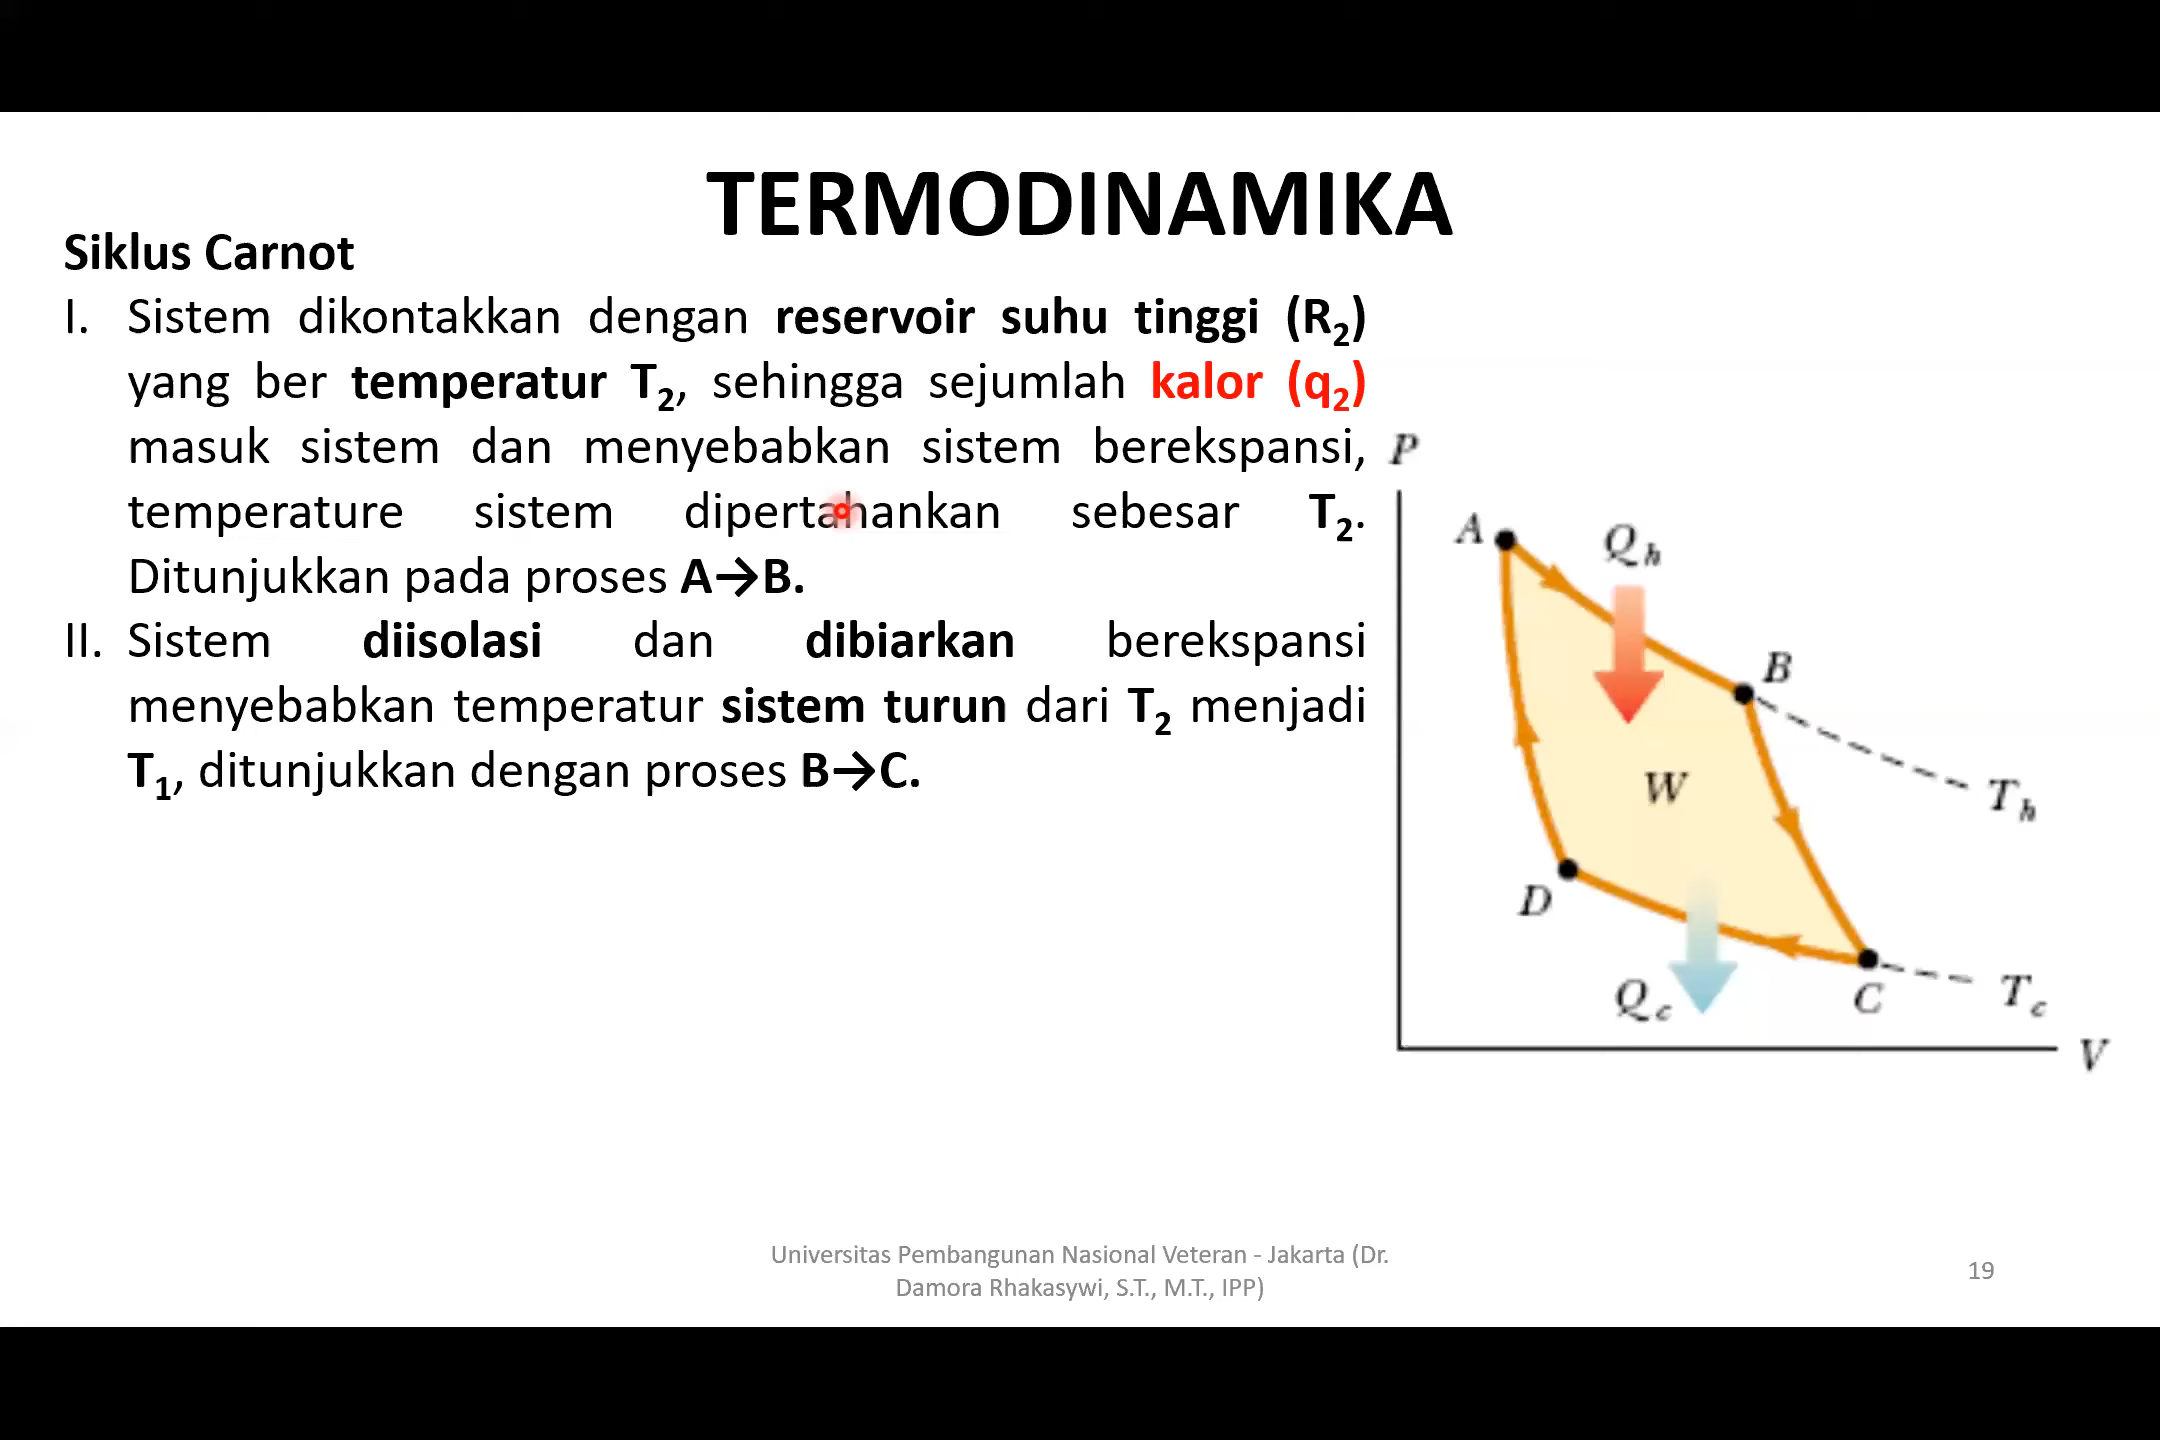 TERMODINAMIKA
Siklus Carnot
I. Sistem dikontakkan dengan reservoir suhu tinggi (R₂)
yang ber temperatur T₂, sehingga sejumlah kalor (q₂)
masuk sistem dan menyebabkan sistem berekspansi,
temperature sistem dipertahankan sebesar T₂.
Ditunjukkan pada proses A→B.
II. Sistem diisolasi dan dibiarkan berekspansi
menyebabkan temperatur sistem turun dari T₂ menjadi
T₁, ditunjukkan dengan proses B→C.
P
A
Qₕ
B
W
Tₕ
D
Q꜀
C
T꜀
V
Universitas Pembangunan Nasional Veteran - Jakarta (Dr.
Damora Rhakasywi, S.T., M.T., IPP)
19